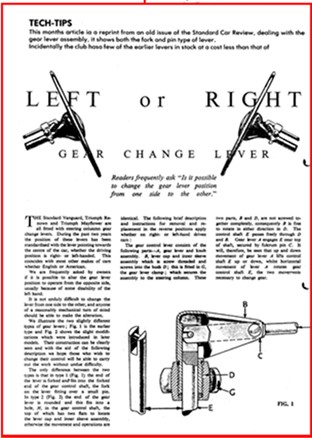 TECH-TIPS
This months article is a reprint from an old issue of the Standard Car Review, dealing with the
gear lever assembly, it shows both the fork and pin type of lever.
Incidentally the club has a few of the earlier levers in stock at a cost less than that of
LEFT or RIGHT
GEAR CHANGE LEVER
Readers frequently ask "Is it possible
to change the gear lever position
from one side to the other."
THE Standard Vanguard, Triumph Re-
nown and Triumph Mayflower are
all fitted with steering column gear
change levers. During the past two years
the position of these levers has been
standardised with the lever pointing towards
the centre of the car, whether the driving
position is right- or left-handed. This
coincides with most other makes of cars
whether English or American.
We are frequently asked by owners
if it is possible to alter the gear lever
position to operate from the opposite side,
usually because of some disability of the
left hand.
It is not unduly difficult to change the
lever from one side to the other, and anyone
of a reasonably mechanical turn of mind
should be able to make the alteration.
We illustrate the two slightly different
types of gear levers; Fig. 1 is the earlier
type and Fig. 2 shows the slight modifi-
cations which were introduced in later
models. Their construction can be clearly
seen and with the aid of the following
description we hope those who wish to
change their control will be able to carry
out the work without undue difficulty.
The only difference between the two
types is that in type 1 (Fig. 1) the end of
the lever is forked and fits into the forked
end of the gear control shaft, the fork
on the lever fitting over a small pin.
In type 2 (Fig. 2) the end of the gear
lever is rounded and this fits into a
hole, H, in the gear control shaft, the
top of which has two flats to locate
the lever cup and inner sleeve assembly,
otherwise the movement and operations are
identical. The following brief description
and instructions for removal and re-
placement in the reverse positions apply
whether on right- or left-hand drive
cars:
The gear control lever consists of the
following parts:—A, gear lever and knob
assembly. B, lever cup and inner sleeve
assembly which is screw threaded and
screws into the bush D; this is fitted in C,
the gear lever clamp; which secures the
assembly to the steering column. These
two parts, B and D, are not screwed to-
gether completely, consequently B is free
to rotate in either direction in D. The
control shaft E passes freely through D
and B. Gear lever A engages E near top
of shaft, secured by fulcrum pin G. It
will, therefore, be seen that up and down
movement of gear lever A lifts control
shaft E up or down, whilst horizontal
movement of lever A rotates gear
control shaft E, the two movements
necessary to change gear.
B
A
G
D
C
E
FIG. 1